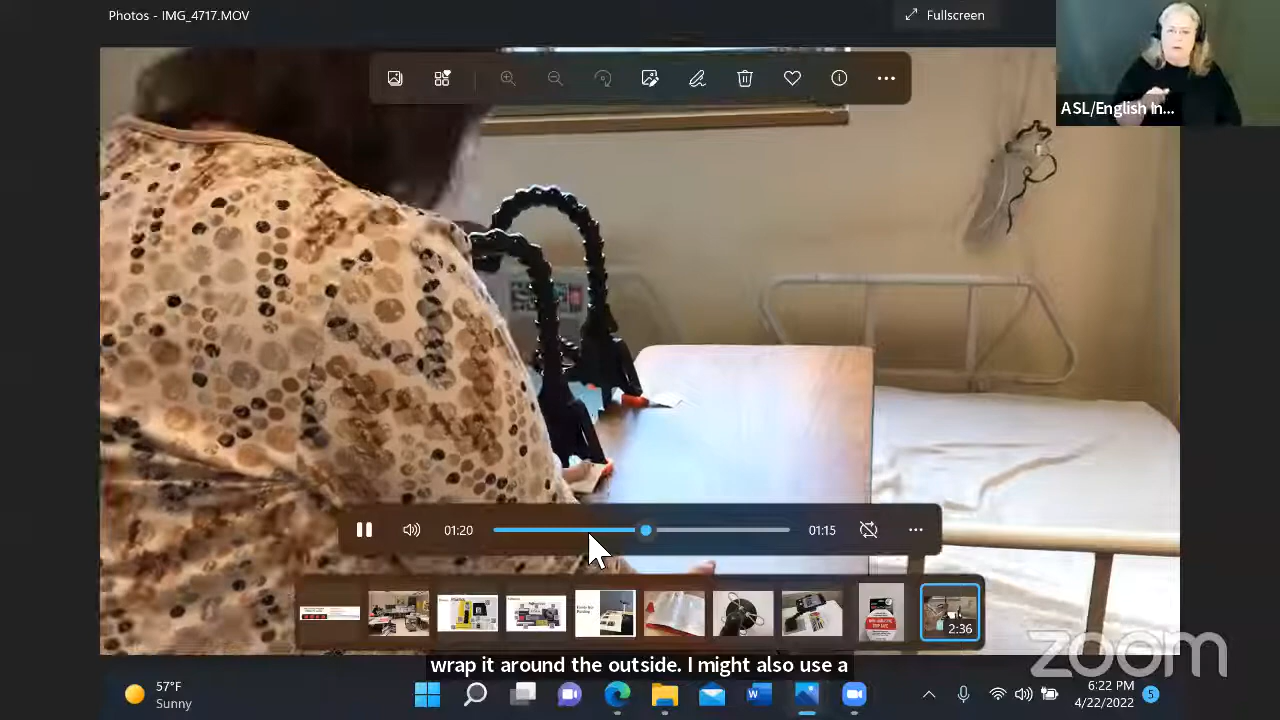 Photos - IMG_4717.MOV
Fullscreen
ASL/English In...
01:20
01:15
2:36
wrap it around the outside. I might also use a
zoom
57°F
Sunny
6:22 PM
4/22/2022
5